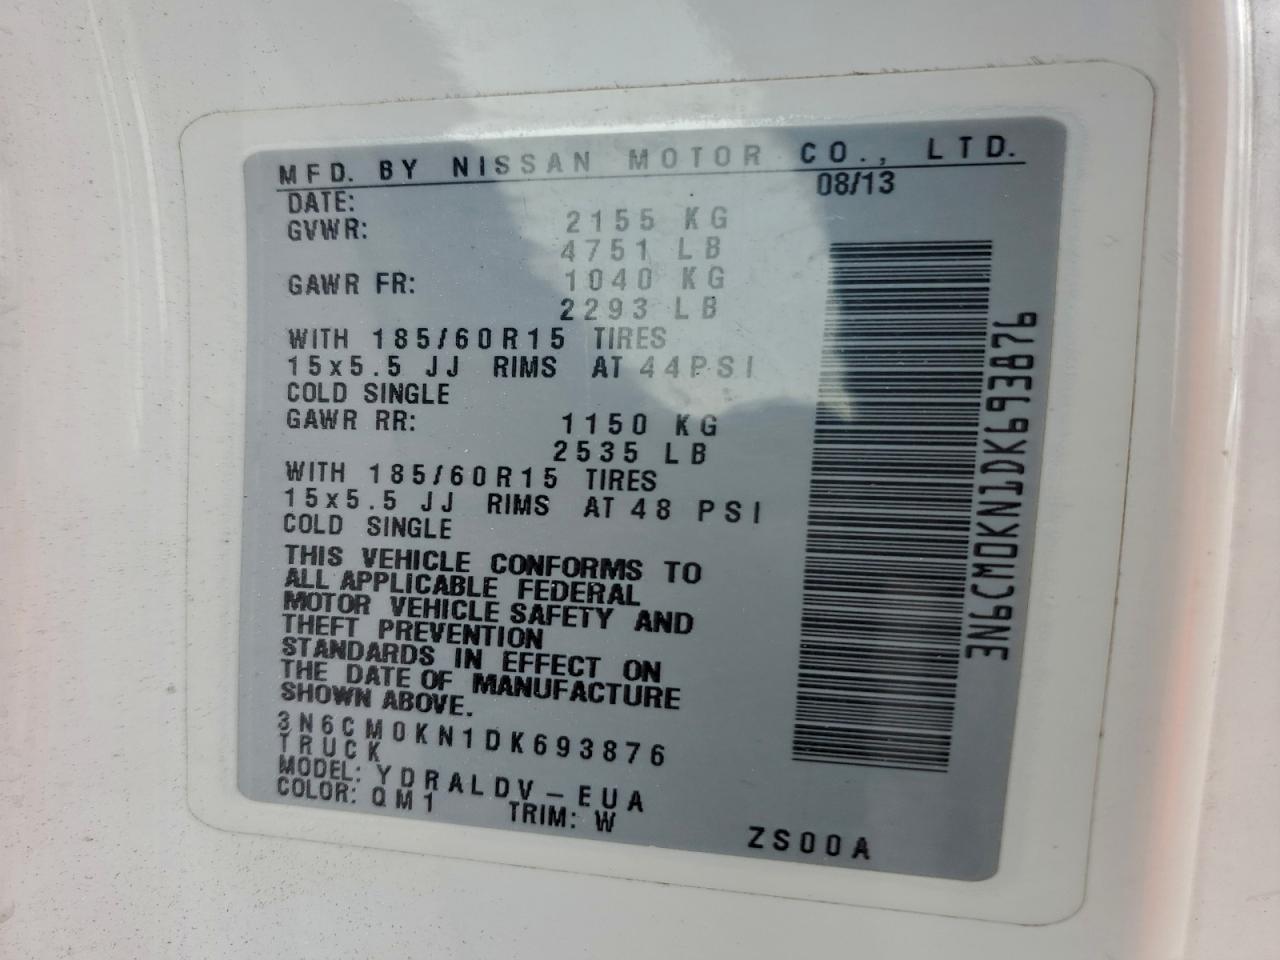 MFD. BY NISSAN MOTOR CO., LTD.
DATE: 08/13
GVWR: 2155 KG
4751 LB
GAWR FR: 1040 KG
2293 LB
WITH 185/60R15 TIRES
15x5.5 JJ RIMS AT 44PSI
COLD SINGLE
GAWR RR: 1150 KG
2535 LB
WITH 185/60R15 TIRES
15x5.5 JJ RIMS AT 48 PSI
COLD SINGLE
THIS VEHICLE CONFORMS TO
ALL APPLICABLE FEDERAL
MOTOR VEHICLE SAFETY AND
THEFT PREVENTION
STANDARDS IN EFFECT ON
THE DATE OF MANUFACTURE
SHOWN ABOVE.
3N6CM0KN1DK693876
TRUCK
MODEL: YDRALDV-EUA
COLOR: QM1 TRIM: W
ZS00A
3N6CM0KN1DK693876